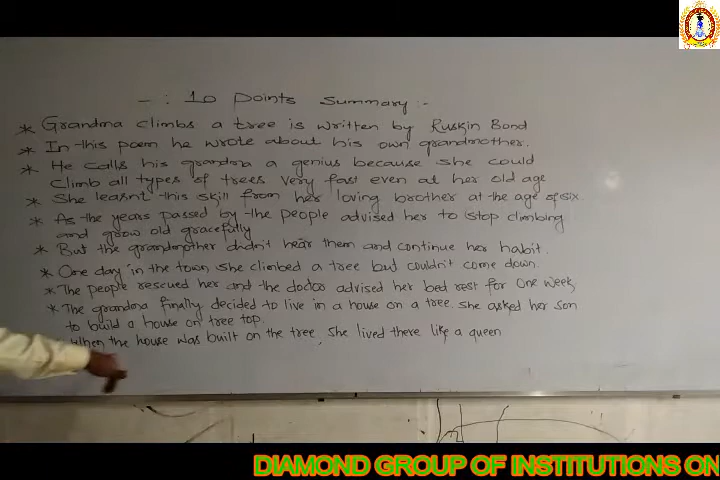 - : 10 Points Summary :-
* Grandma climbs a tree is written by Ruskin Bond
* In this poem he wrote about his own grandmother.
* He calls his grandma a genius because she could
climb all types of trees very fast even at her old age
* She learnt this skill from her loving brother at the age of six.
* As the years passed by the people advised her to stop climbing
and grow old gracefully
* But the grandmother didn't hear them and continue her habit.
* One day in the town she climbed a tree but couldn't come down.
* The people rescued her and the doctor advised her bed rest for one week
* The grandma finally decided to live in a house on a tree. She asked her son
to build a house on tree top.
When the house was built on the tree, she lived there like a queen
DIAMOND GROUP OF INSTITUTIONS ON